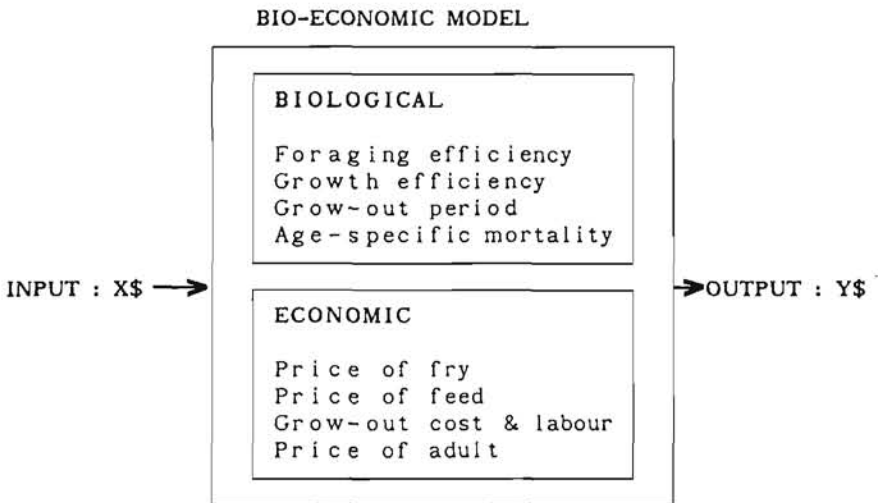 BIO-ECONOMIC MODEL
BIOLOGICAL
Foraging efficiency
Growth efficiency
Grow-out period
Age-specific mortality
INPUT : X$
OUTPUT : Y$
ECONOMIC
Price of fry
Price of feed
Grow-out cost & labour
Price of adult